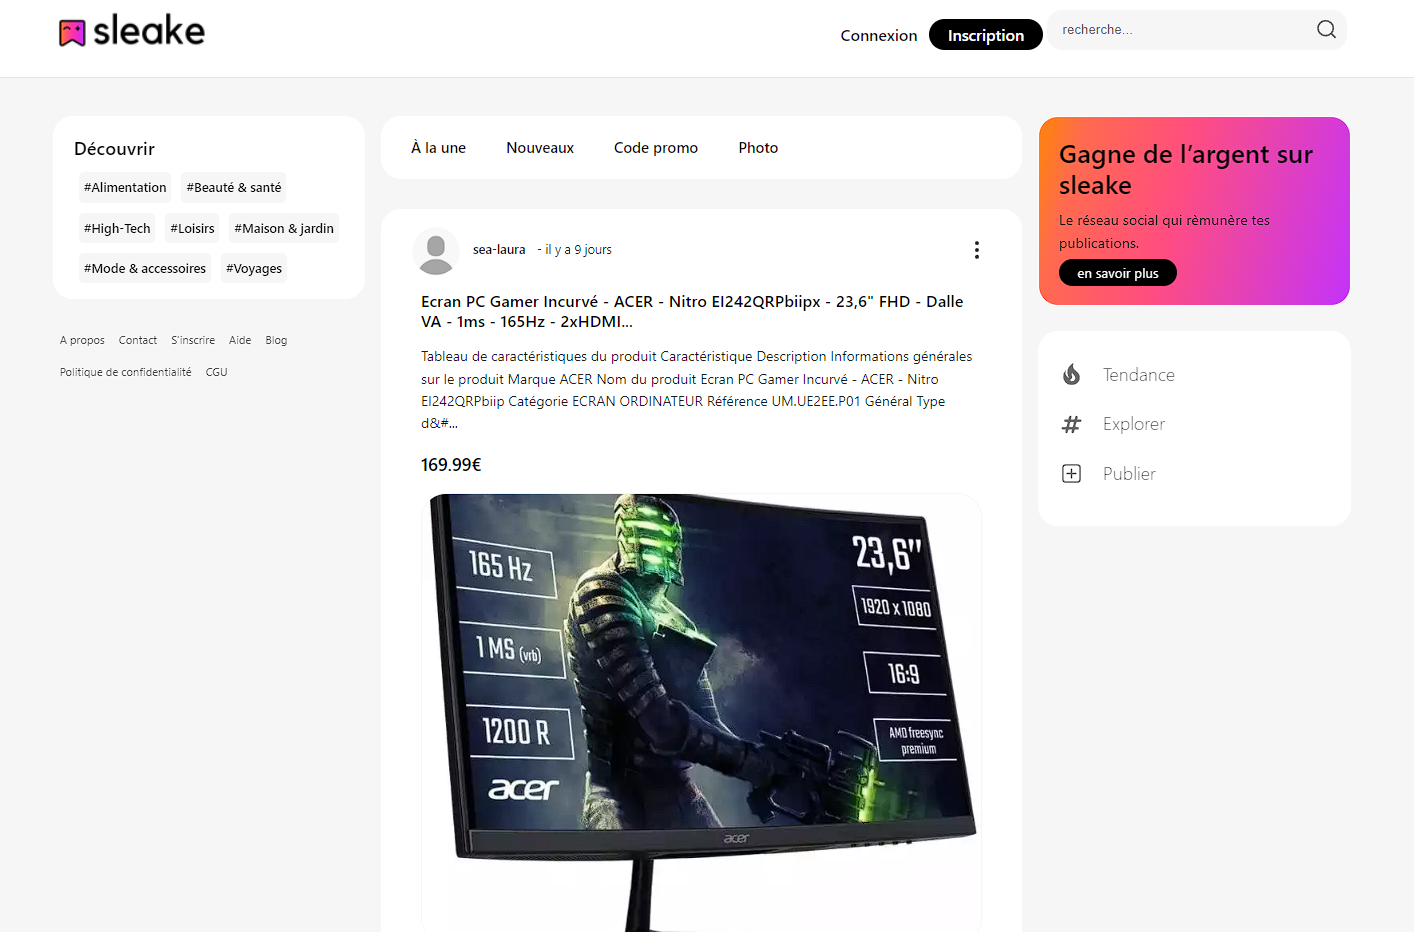 sleake
Connexion
Inscription
recherche...
Découvrir
#Alimentation
#Beauté & santé
#High-Tech
#Loisirs
#Maison & jardin
#Mode & accessoires
#Voyages
A propos
Contact
S'inscrire
Aide
Blog
Politique de confidentialité
CGU
À la une
Nouveaux
Code promo
Photo
sea-laura - il y a 9 jours
Ecran PC Gamer Incurvé - ACER - Nitro EI242QRPbiipx - 23,6" FHD - Dalle
VA - 1ms - 165Hz - 2xHDMI...
Tableau de caractéristiques du produit Caractéristique Description Informations générales
sur le produit Marque ACER Nom du produit Ecran PC Gamer Incurvé - ACER - Nitro
EI242QRPbiip Catégorie ECRAN ORDINATEUR Référence UM.UE2EE.P01 Général Type
d&#...
169.99€
165 Hz
1 MS (vrb)
1200 R
acer
23,6"
1920 x 1080
16:9
AMD freesync
premium
acer
Gagne de l’argent sur
sleake
Le réseau social qui rèmunère tes
publications.
en savoir plus
Tendance
Explorer
Publier